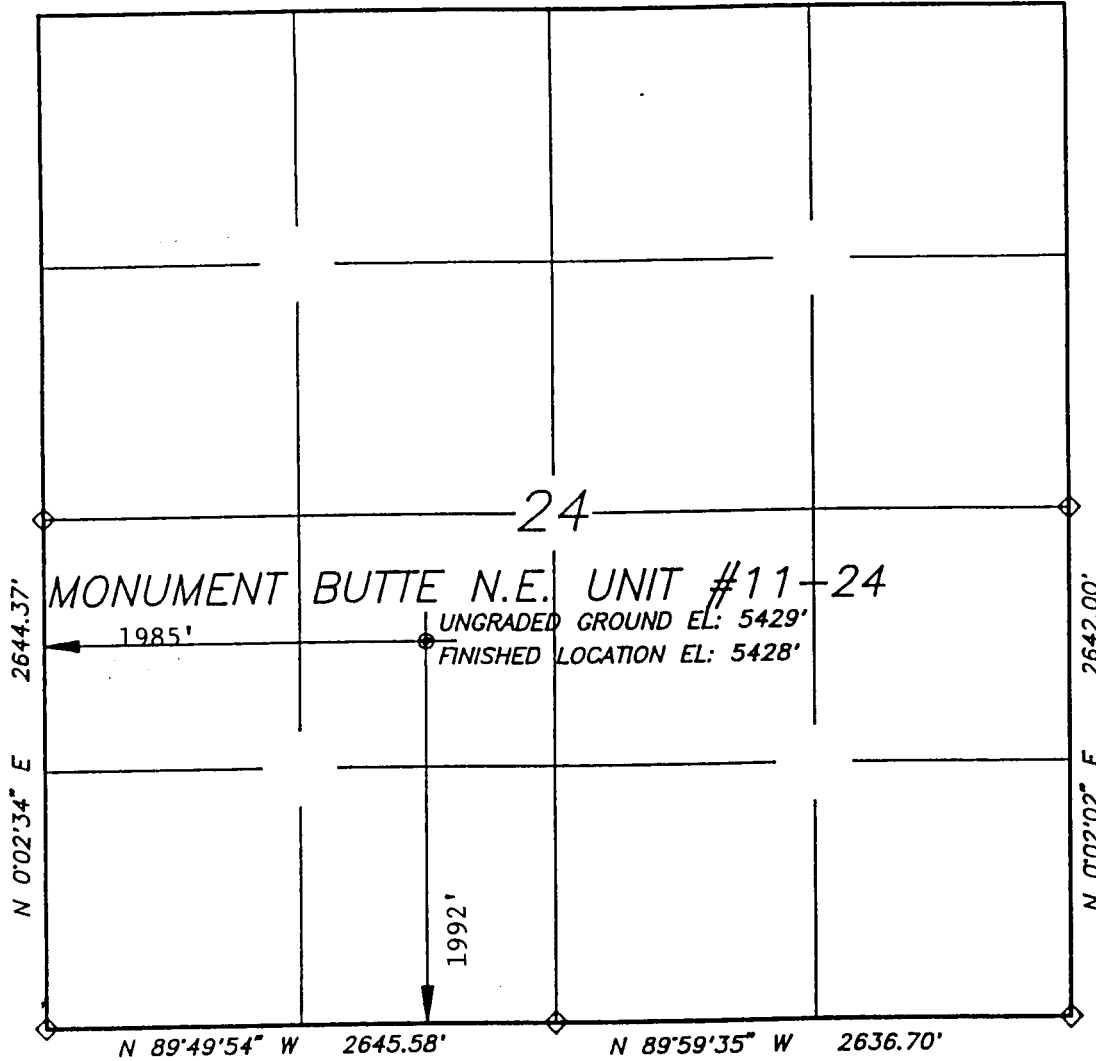 24
MONUMENT BUTTE N.E. UNIT #11-24
UNGRADED GROUND EL: 5429'
1985'
FINISHED LOCATION EL: 5428'
N 0°02'34" E 2644.37'
N 0°02'02" E 2642.00'
1992'
N 89°49'54" W 2645.58'
N 89°59'35" W 2636.70'